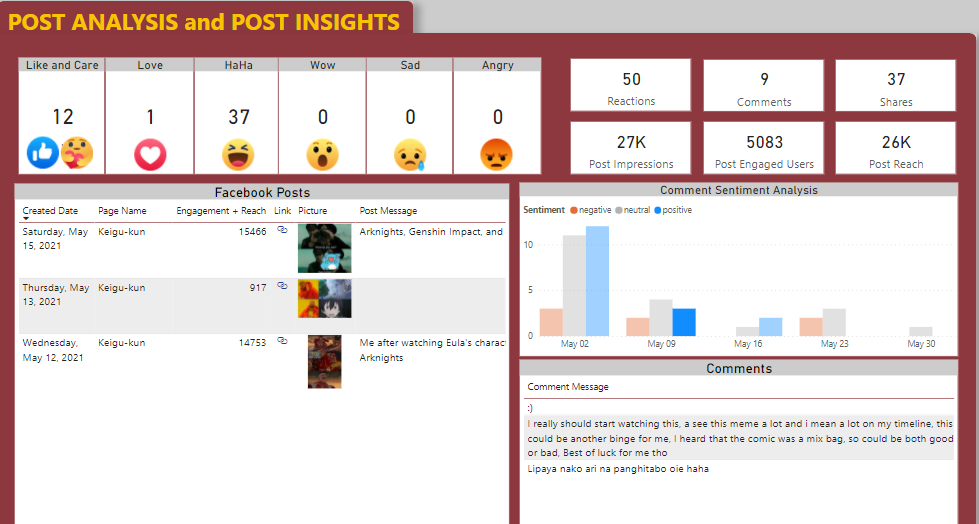 POST ANALYSIS and POST INSIGHTS
Like and Care
Love
HaHa
Wow
Sad
Angry
12
1
37
0
0
0
50
Reactions
9
Comments
37
Shares
27K
Post Impressions
5083
Post Engaged Users
26K
Post Reach
Facebook Posts
Created Date
Page Name
Engagement + Reach
Link
Picture
Post Message
Saturday, May
15, 2021
Keigu-kun
15466
Arknights, Genshin Impact, and
Thursday, May
13, 2021
Keigu-kun
917
Wednesday,
May 12, 2021
Keigu-kun
14753
Me after watching Eula's charact
Arknights
Comment Sentiment Analysis
Sentiment
negative
neutral
positive
10
5
0
May 02
May 09
May 16
May 23
May 30
Comments
Comment Message
:)
I really should start watching this, a see this meme a lot and i mean a lot on my timeline, this
could be another binge for me, I heard that the comic was a mix bag, so could be both good
or bad, Best of luck for me tho
Lipaya nako ari na panghitabo oie haha